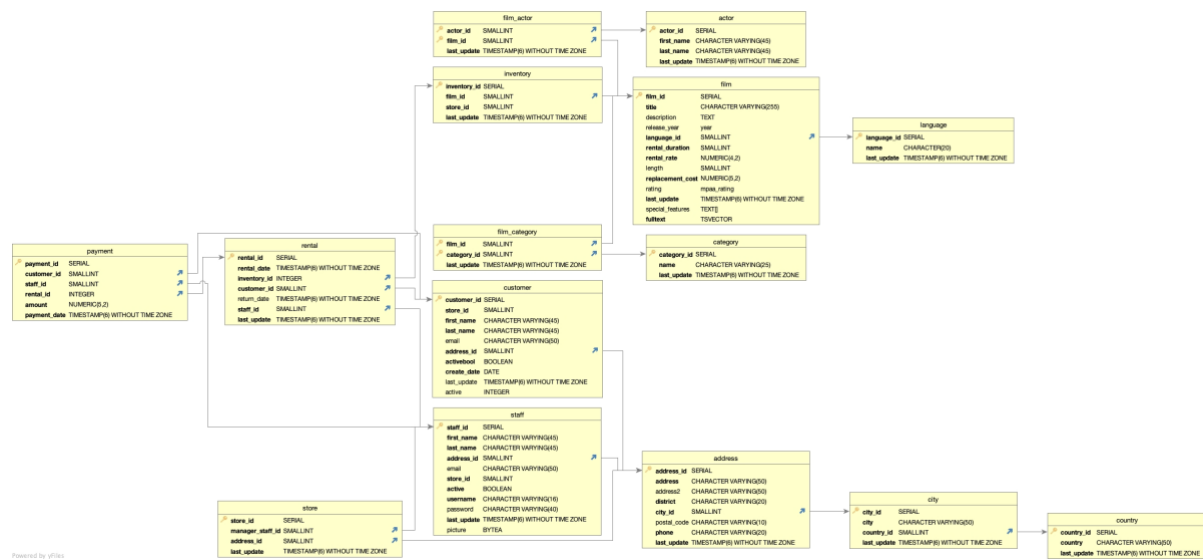 film_actor
actor_id SMALLINT
film_id SMALLINT
last_update TIMESTAMP(6) WITHOUT TIME ZONE
actor
actor_id SERIAL
first_name CHARACTER VARYING(45)
last_name CHARACTER VARYING(45)
last_update TIMESTAMP(6) WITHOUT TIME ZONE
inventory
inventory_id SERIAL
film_id SMALLINT
store_id SMALLINT
last_update TIMESTAMP(6) WITHOUT TIME ZONE
film
film_id SERIAL
title CHARACTER VARYING(255)
description TEXT
release_year year
language_id SMALLINT
rental_duration SMALLINT
rental_rate NUMERIC(4,2)
length SMALLINT
replacement_cost NUMERIC(5,2)
rating mpaa_rating
last_update TIMESTAMP(6) WITHOUT TIME ZONE
special_features TEXT[]
fulltext TSVECTOR
language
language_id SERIAL
name CHARACTER(20)
last_update TIMESTAMP(6) WITHOUT TIME ZONE
film_category
film_id SMALLINT
category_id SMALLINT
last_update TIMESTAMP(6) WITHOUT TIME ZONE
category
category_id SERIAL
name CHARACTER VARYING(25)
last_update TIMESTAMP(6) WITHOUT TIME ZONE
payment
payment_id SERIAL
customer_id SMALLINT
staff_id SMALLINT
rental_id INTEGER
amount NUMERIC(5,2)
payment_date TIMESTAMP(6) WITHOUT TIME ZONE
rental
rental_id SERIAL
rental_date TIMESTAMP(6) WITHOUT TIME ZONE
inventory_id INTEGER
customer_id SMALLINT
return_date TIMESTAMP(6) WITHOUT TIME ZONE
staff_id SMALLINT
last_update TIMESTAMP(6) WITHOUT TIME ZONE
customer
customer_id SERIAL
store_id SMALLINT
first_name CHARACTER VARYING(45)
last_name CHARACTER VARYING(45)
email CHARACTER VARYING(50)
address_id SMALLINT
activebool BOOLEAN
create_date DATE
last_update TIMESTAMP(6) WITHOUT TIME ZONE
active INTEGER
staff
staff_id SERIAL
first_name CHARACTER VARYING(45)
last_name CHARACTER VARYING(45)
address_id SMALLINT
email CHARACTER VARYING(50)
store_id SMALLINT
active BOOLEAN
username CHARACTER VARYING(16)
password CHARACTER VARYING(40)
last_update TIMESTAMP(6) WITHOUT TIME ZONE
picture BYTEA
store
store_id SERIAL
manager_staff_id SMALLINT
address_id SMALLINT
last_update TIMESTAMP(6) WITHOUT TIME ZONE
address
address_id SERIAL
address CHARACTER VARYING(50)
address2 CHARACTER VARYING(50)
district CHARACTER VARYING(20)
city_id SMALLINT
postal_code CHARACTER VARYING(10)
phone CHARACTER VARYING(20)
last_update TIMESTAMP(6) WITHOUT TIME ZONE
city
city_id SERIAL
city CHARACTER VARYING(50)
country_id SMALLINT
last_update TIMESTAMP(6) WITHOUT TIME ZONE
country
country_id SERIAL
country CHARACTER VARYING(50)
last_update TIMESTAMP(6) WITHOUT TIME ZONE
Powered by yFiles